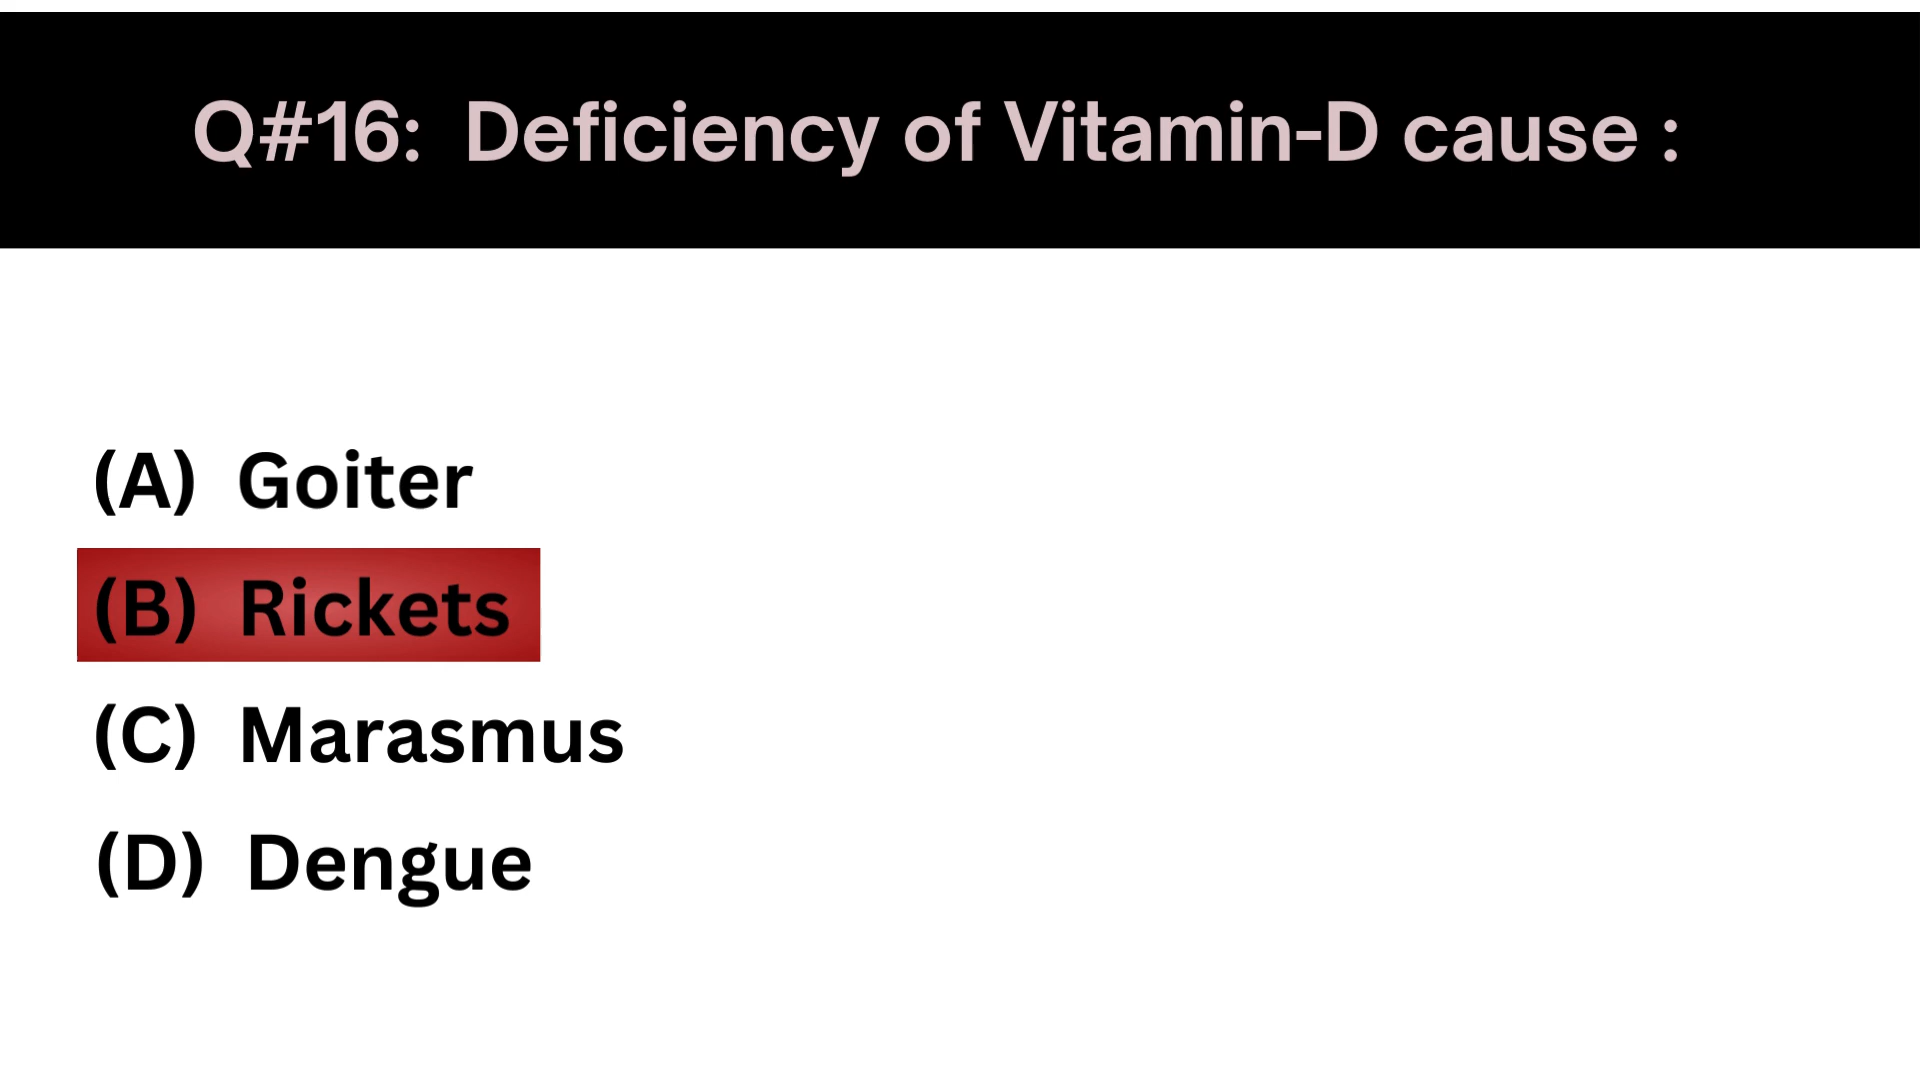 Q#16: Deficiency of Vitamin-D cause :
(A) Goiter
(B) Rickets
(C) Marasmus
(D) Dengue